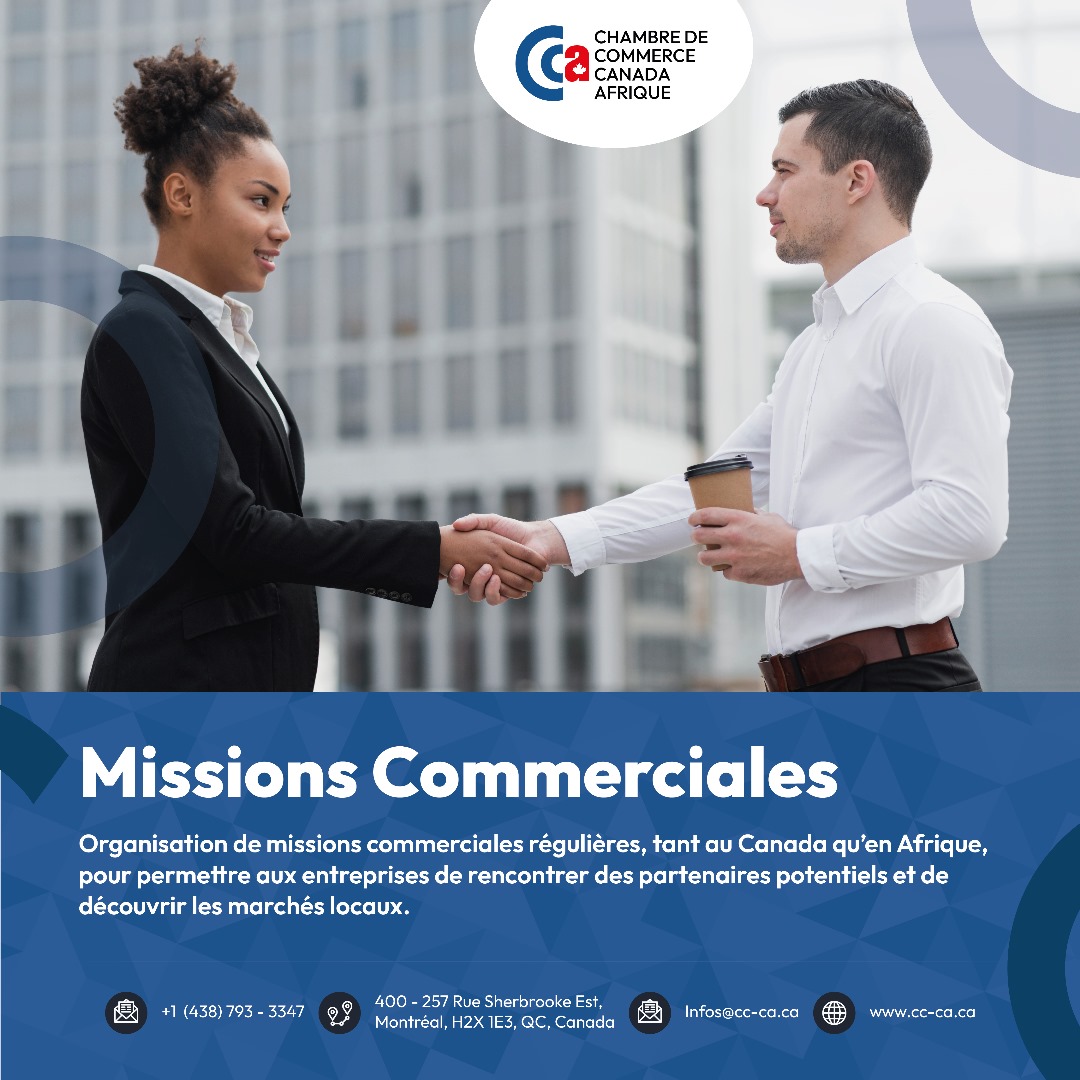 CCa
CHAMBRE DE
COMMERCE
CANADA
AFRIQUE
Missions Commerciales
Organisation de missions commerciales régulières, tant au Canada qu’en Afrique,
pour permettre aux entreprises de rencontrer des partenaires potentiels et de
découvrir les marchés locaux.
+1 (438) 793 - 3347
400 - 257 Rue Sherbrooke Est,
Montréal, H2X 1E3, QC, Canada
Infos@cc-ca.ca
www.cc-ca.ca